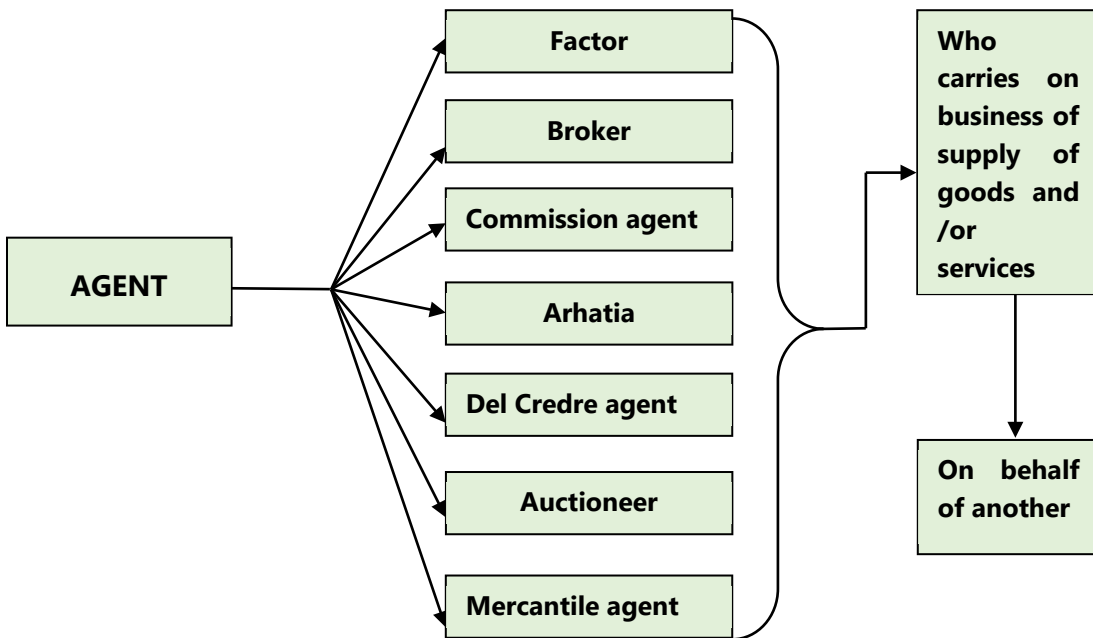 AGENT
Factor
Broker
Commission agent
Arhatia
Del Credre agent
Auctioneer
Mercantile agent
Who
carries on
business of
supply of
goods and
/or
services
On behalf
of another